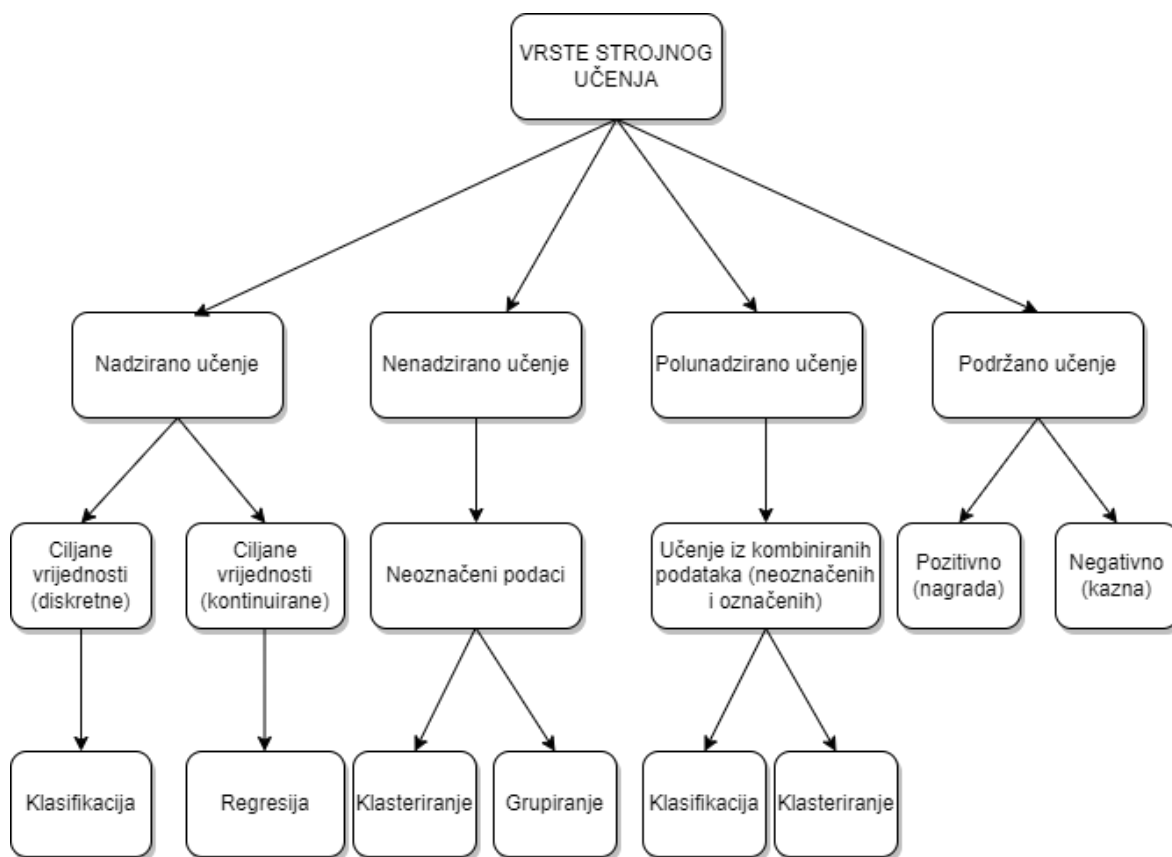 VRSTE STROJNOG
UČENJA
Nadzirano učenje
Nenadzirano učenje
Polunadzirano učenje
Podržano učenje
Ciljane
vrijednosti
(diskretne)
Ciljane
vrijednosti
(kontinuirane)
Neoznačeni podaci
Učenje iz kombiniranih
podataka (neoznačenih
i označenih)
Pozitivno
(nagrada)
Negativno
(kazna)
Klasifikacija
Regresija
Klasteriranje
Grupiranje
Klasifikacija
Klasteriranje